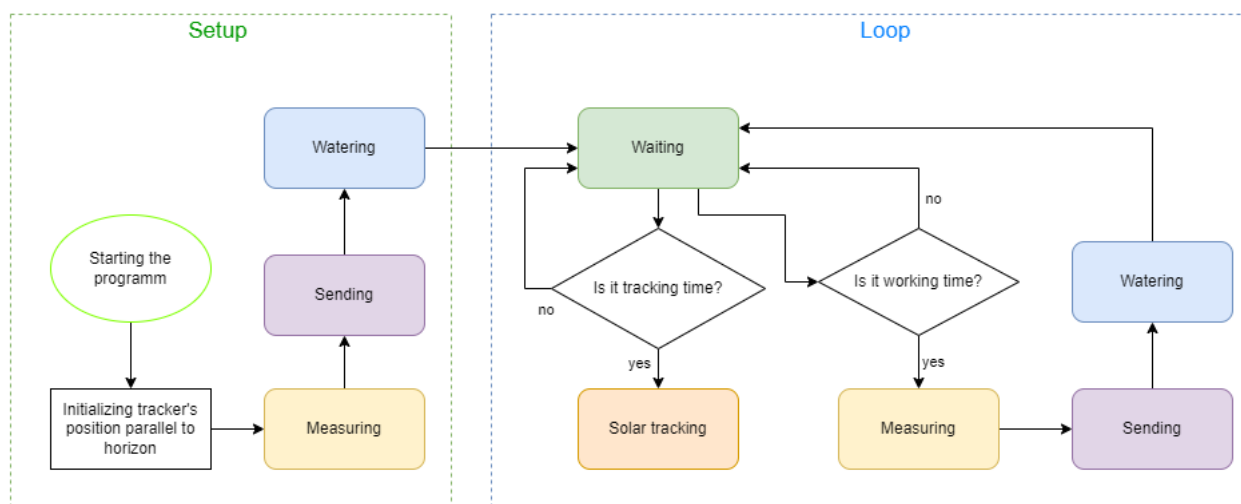 Setup
Loop
Watering
Waiting
no
Starting the
programm
Sending
Is it tracking time?
Is it working time?
Watering
no
yes
yes
Initializing tracker's
position parallel to
horizon
Measuring
Solar tracking
Measuring
Sending